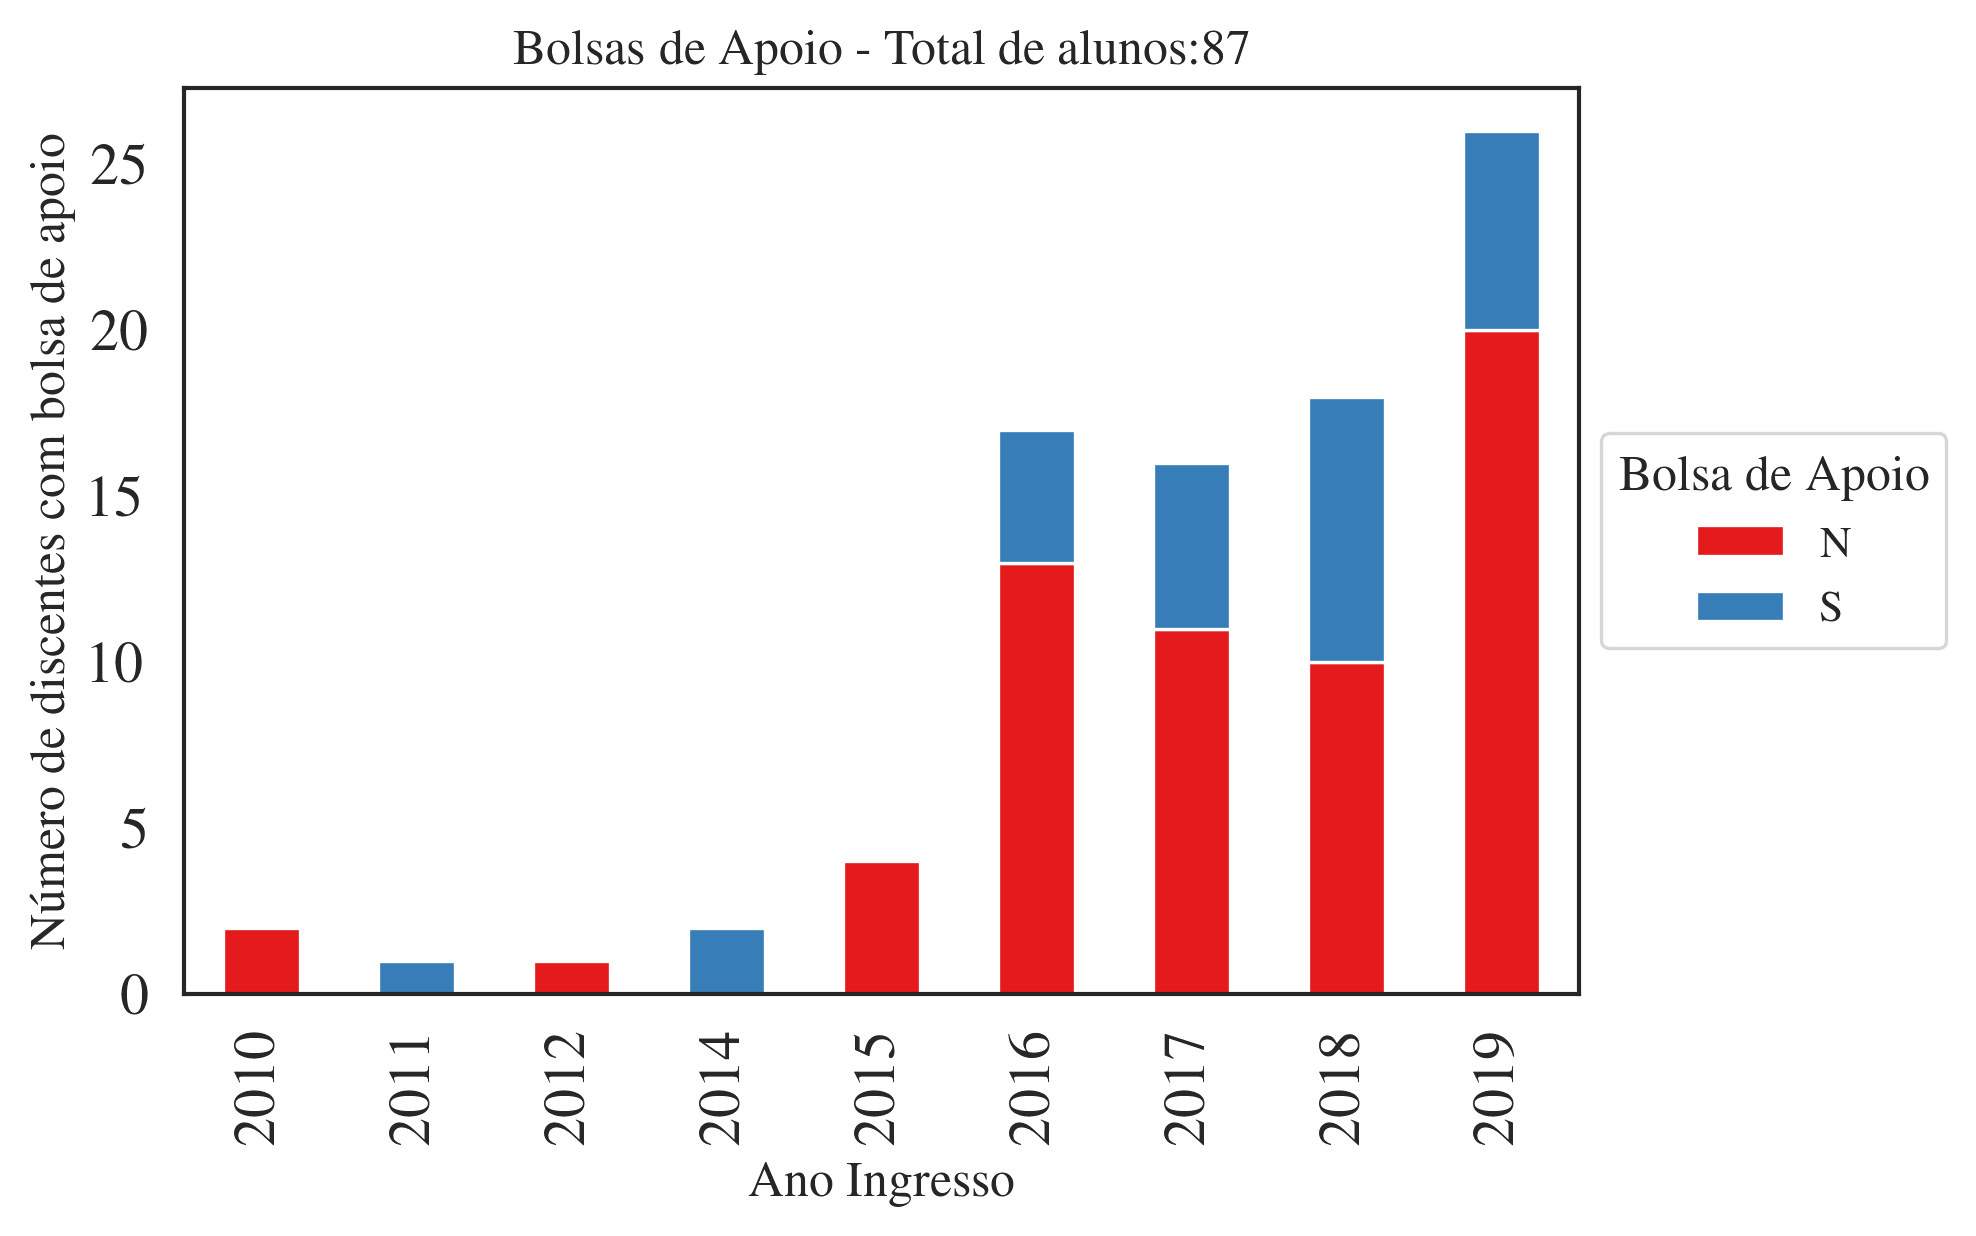 Bolsas de Apoio - Total de alunos:87
Número de discentes com bolsa de apoio
25
20
15
10
5
0
2010
2011
2012
2014
2015
2016
2017
2018
2019
Ano Ingresso
Bolsa de Apoio
N
S